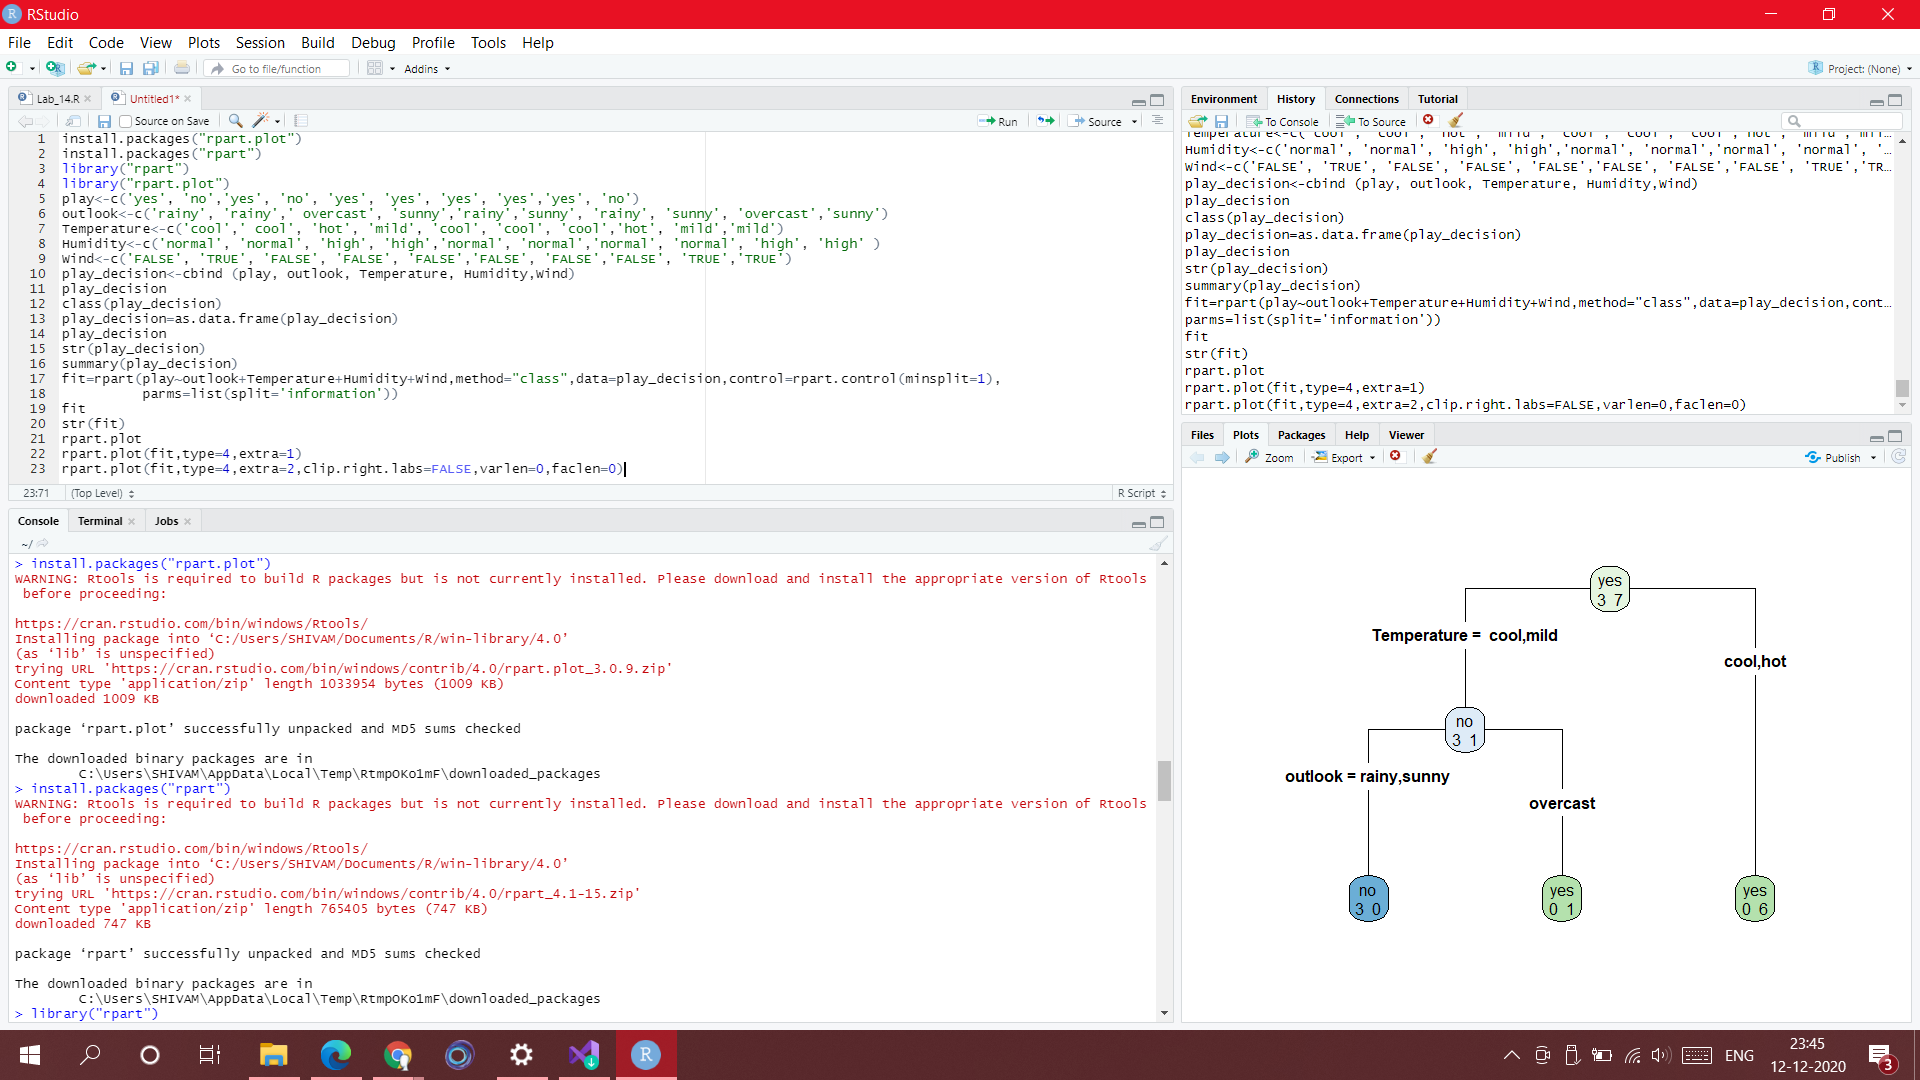 RStudio
File Edit Code View Plots Session Build Debug Profile Tools Help
Go to file/function Addins Project: (None)
Lab_14.R Untitled1*
Source on Save Run Source
1 install.packages("rpart.plot")
2 install.packages("rpart")
3 library("rpart")
4 library("rpart.plot")
5 play<-c('yes', 'no','yes', 'no', 'yes', 'yes', 'yes', 'yes','yes', 'no')
6 outlook<-c('rainy', 'rainy',' overcast', 'sunny','rainy','sunny', 'rainy', 'sunny', 'overcast','sunny')
7 Temperature<-c('cool',' cool', 'hot', 'mild', 'cool', 'cool', 'cool','hot', 'mild','mild')
8 Humidity<-c('normal', 'normal', 'high', 'high','normal', 'normal','normal', 'normal', 'high', 'high' )
9 Wind<-c('FALSE', 'TRUE', 'FALSE', 'FALSE', 'FALSE','FALSE', 'FALSE','FALSE', 'TRUE','TRUE')
10 play_decision<-cbind (play, outlook, Temperature, Humidity,Wind)
11 play_decision
12 class(play_decision)
13 play_decision=as.data.frame(play_decision)
14 play_decision
15 str(play_decision)
16 summary(play_decision)
17 fit=rpart(play~outlook+Temperature+Humidity+Wind,method="class",data=play_decision,control=rpart.control(minsplit=1),
18 parms=list(split='information'))
19 fit
20 str(fit)
21 rpart.plot
22 rpart.plot(fit,type=4,extra=1)
23 rpart.plot(fit,type=4,extra=2,clip.right.labs=FALSE,varlen=0,faclen=0)
23:71 (Top Level) R Script
Console Terminal Jobs
~/
> install.packages("rpart.plot")
WARNING: Rtools is required to build R packages but is not currently installed. Please download and install the appropriate version of Rtools
before proceeding:
https://cran.rstudio.com/bin/windows/Rtools/
Installing package into ‘C:/Users/SHIVAM/Documents/R/win-library/4.0’
(as ‘lib’ is unspecified)
trying URL 'https://cran.rstudio.com/bin/windows/contrib/4.0/rpart.plot_3.0.9.zip'
Content type 'application/zip' length 1033954 bytes (1009 KB)
downloaded 1009 KB
package ‘rpart.plot’ successfully unpacked and MD5 sums checked
The downloaded binary packages are in
C:\Users\SHIVAM\AppData\Local\Temp\RtmpOKo1mF\downloaded_packages
> install.packages("rpart")
WARNING: Rtools is required to build R packages but is not currently installed. Please download and install the appropriate version of Rtools
before proceeding:
https://cran.rstudio.com/bin/windows/Rtools/
Installing package into ‘C:/Users/SHIVAM/Documents/R/win-library/4.0’
(as ‘lib’ is unspecified)
trying URL 'https://cran.rstudio.com/bin/windows/contrib/4.0/rpart_4.1-15.zip'
Content type 'application/zip' length 765405 bytes (747 KB)
downloaded 747 KB
package ‘rpart’ successfully unpacked and MD5 sums checked
The downloaded binary packages are in
C:\Users\SHIVAM\AppData\Local\Temp\RtmpOKo1mF\downloaded_packages
> library("rpart")
Environment History Connections Tutorial
To Console To Source
Temperature<-c('cool',' cool', 'hot', 'mild', 'cool', 'cool', 'cool','hot', 'mild','mil...
Humidity<-c('normal', 'normal', 'high', 'high','normal', 'normal','normal', 'normal', '...
Wind<-c('FALSE', 'TRUE', 'FALSE', 'FALSE', 'FALSE','FALSE', 'FALSE','FALSE', 'TRUE','TR...
play_decision<-cbind (play, outlook, Temperature, Humidity,Wind)
play_decision
class(play_decision)
play_decision=as.data.frame(play_decision)
play_decision
str(play_decision)
summary(play_decision)
fit=rpart(play~outlook+Temperature+Humidity+Wind,method="class",data=play_decision,cont...
parms=list(split='information'))
fit
str(fit)
rpart.plot
rpart.plot(fit,type=4,extra=1)
rpart.plot(fit,type=4,extra=2,clip.right.labs=FALSE,varlen=0,faclen=0)
Files Plots Packages Help Viewer
Zoom Export Publish
yes
3 7
Temperature = cool,mild
cool,hot
no
3 1
outlook = rainy,sunny
overcast
no
3 0
yes
0 1
yes
0 6
ENG
23:45
12-12-2020
3